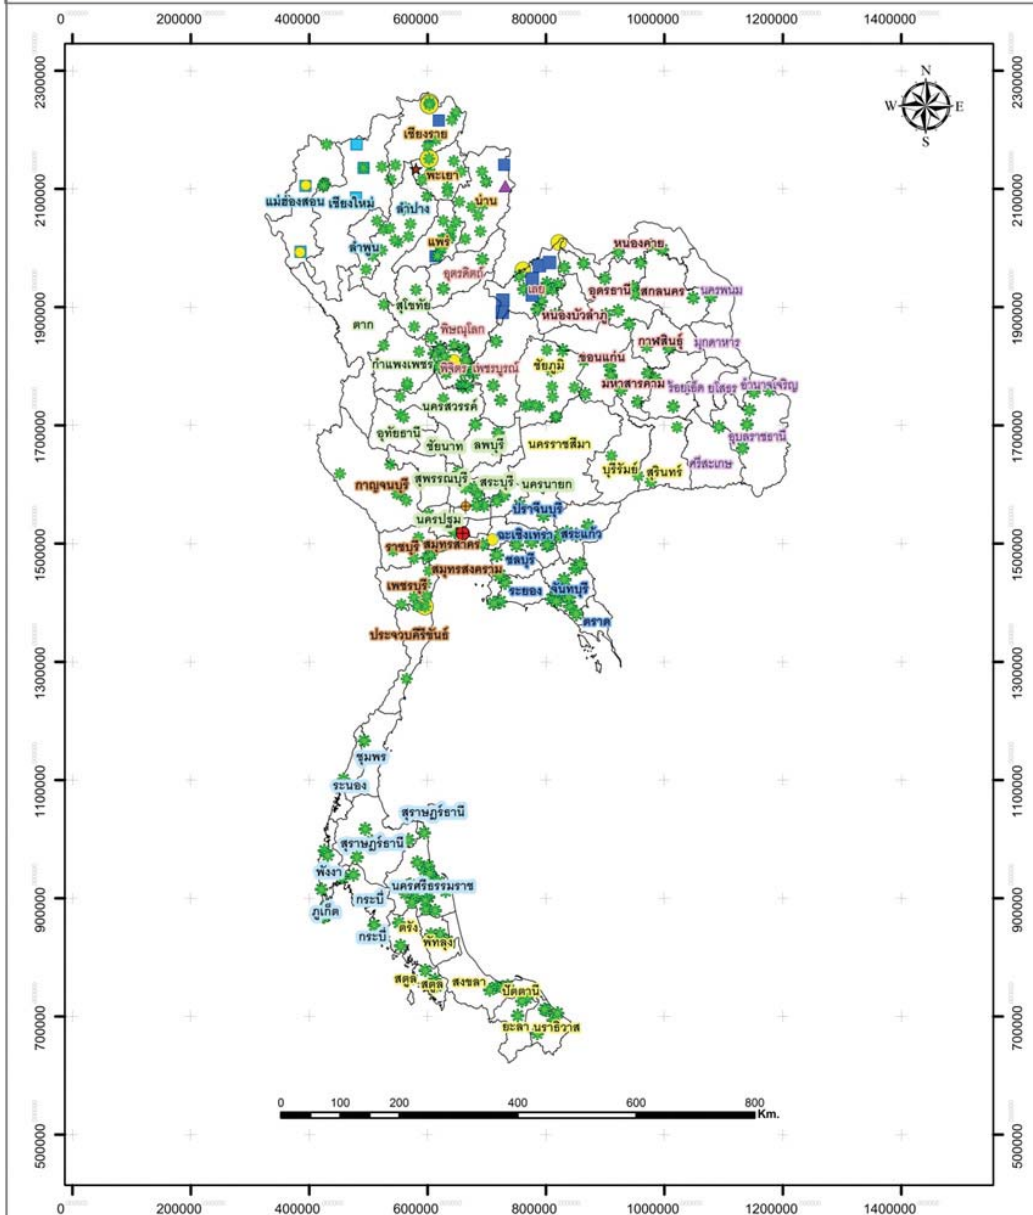 0 200000 400000 600000 800000 1000000 1200000 1400000
2300000 2300000
N
W E
S
เชียงราย
พะเยา
2100000 2100000
แม่ฮ่องสอน เชียงใหม่ ลำปาง น่าน
ลำพูน แพร่ หนองคาย
อุตรดิตถ์
เลย อุดรธานี สกลนคร นครพนม
1900000 สุโขทัย 1900000
หนองบัวลำภู
ตาก พิษณุโลก
กาฬสินธุ์ มุกดาหาร
กำแพงเพชร พิจิตร เพชรบูรณ์ ชัยภูมิ ขอนแก่น
มหาสารคาม ร้อยเอ็ด ยโสธร อำนาจเจริญ
นครสวรรค์
1700000 อุทัยธานี ชัยนาท ลพบุรี นครราชสีมา อุบลราชธานี 1700000
บุรีรัมย์ สุรินทร์ ศรีสะเกษ
กาญจนบุรี สุพรรณบุรี สระบุรี นครนายก
ปราจีนบุรี
นครปฐม
ฉะเชิงเทรา สระแก้ว
1500000 ราชบุรี สมุทรสาคร 1500000
ชลบุรี
สมุทรสงคราม
เพชรบุรี ระยอง จันทบุรี
ตราด
ประจวบคีรีขันธ์
1300000 1300000
ชุมพร
ระนอง
1100000 1100000
สุราษฎร์ธานี
สุราษฎร์ธานี
พังงา
นครศรีธรรมราช
900000 กระบี่ 900000
ภูเก็ต
ตรัง
กระบี่ พัทลุง
สตูล สตูล สงขลา
ปัตตานี
700000 ยะลา นราธิวาส 700000
0 100 200 400 600 800
Km.
500000 500000
0 200000 400000 600000 800000 1000000 1200000 1400000